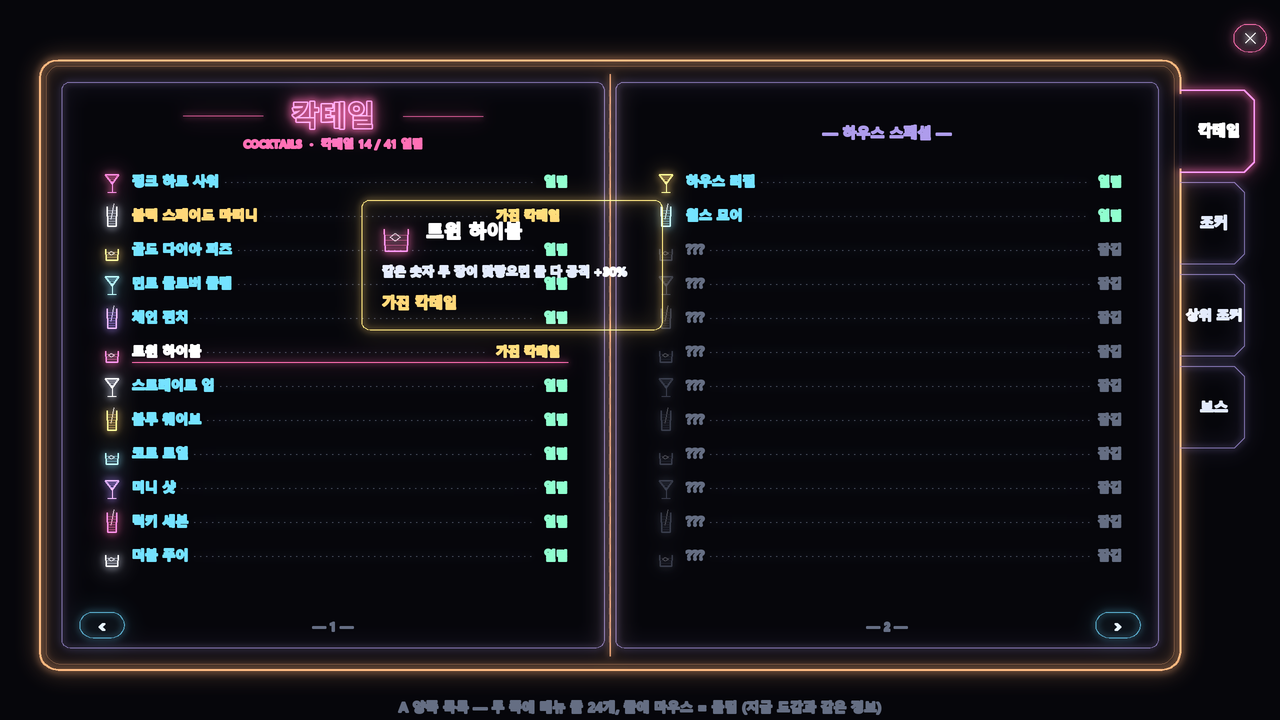 칵테일
COCKTAILS · 칵테일 14 / 41 열림
핑크 하트 사워 열림
블랙 스페이드 마티니 가진 칵테일
골드 다이아 피즈 열림
민트 클로버 줄렙 열림
체인 펀치 열림
트윈 하이볼 가진 칵테일
스트레이트 업 열림
블루 웨이브 열림
코트 로열 열림
미니 샷 열림
럭키 세븐 열림
더블 푸어 열림
— 1 —
트윈 하이볼
같은 숫자 두 장이 맞닿으면 둘 다 공격 +30%
가진 칵테일
— 하우스 스페셜 —
하우스 리필 열림
원스 모어 열림
??? 잠김
??? 잠김
??? 잠김
??? 잠김
??? 잠김
??? 잠김
??? 잠김
??? 잠김
??? 잠김
??? 잠김
— 2 —
칵테일
조커
상위 조커
보스
A 양쪽 목록 — 두 쪽에 메뉴 줄 24개, 줄에 마우스 = 툴팁 (지금 도감과 같은 정보)